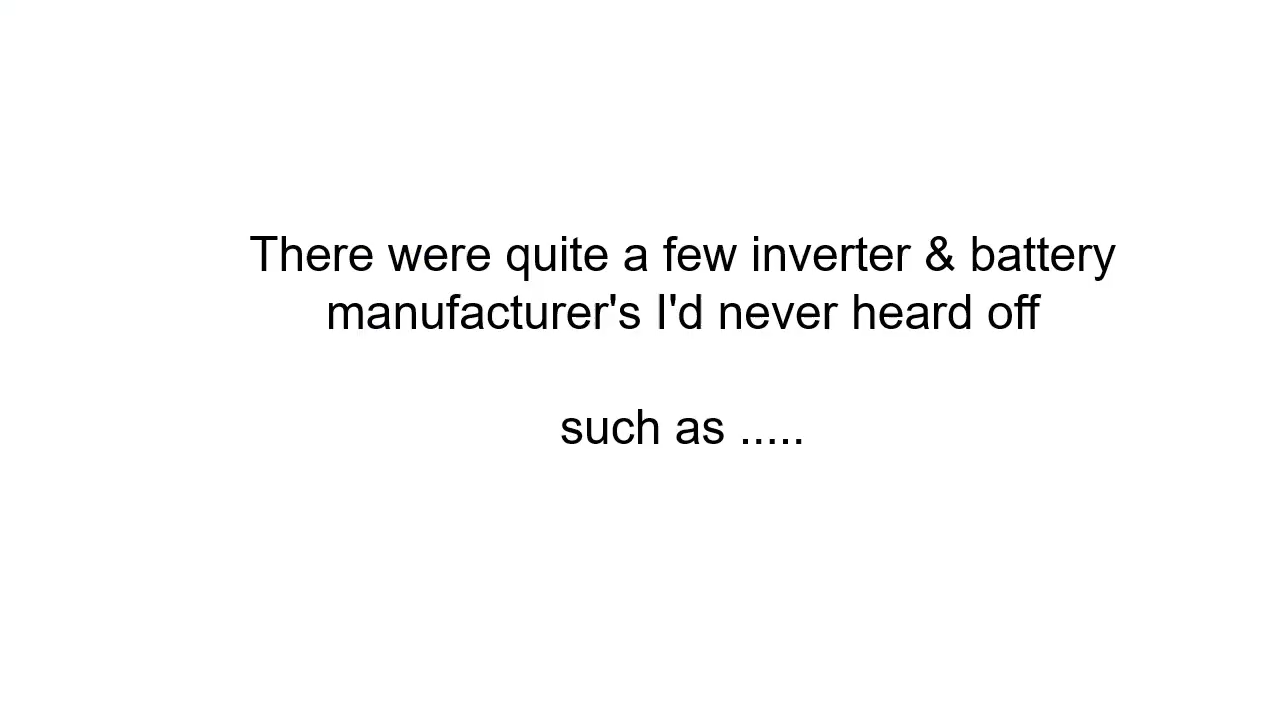 There were quite a few inverter & battery
manufacturer's I'd never heard off
such as .....